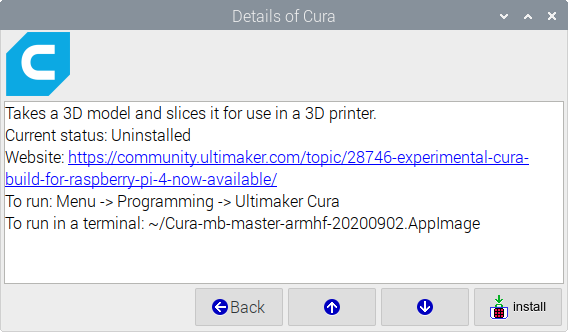 Details of Cura
Takes a 3D model and slices it for use in a 3D printer.
Current status: Uninstalled
Website: https://community.ultimaker.com/topic/28746-experimental-cura-
build-for-raspberry-pi-4-now-available/
To run: Menu -> Programming -> Ultimaker Cura
To run in a terminal: ~/Cura-mb-master-armhf-20200902.AppImage
Back
install